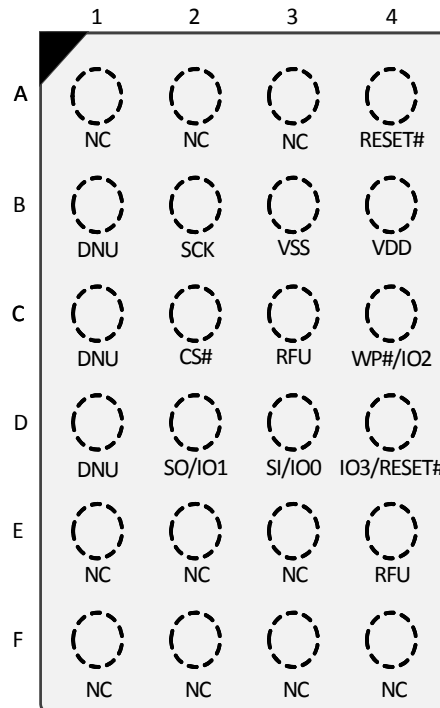 1 2 3 4
A
NC NC NC RESET#
B
DNU SCK VSS VDD
C
DNU CS# RFU WP#/IO2
D
DNU SO/IO1 SI/IO0 IO3/RESET#
E
NC NC NC RFU
F
NC NC NC NC